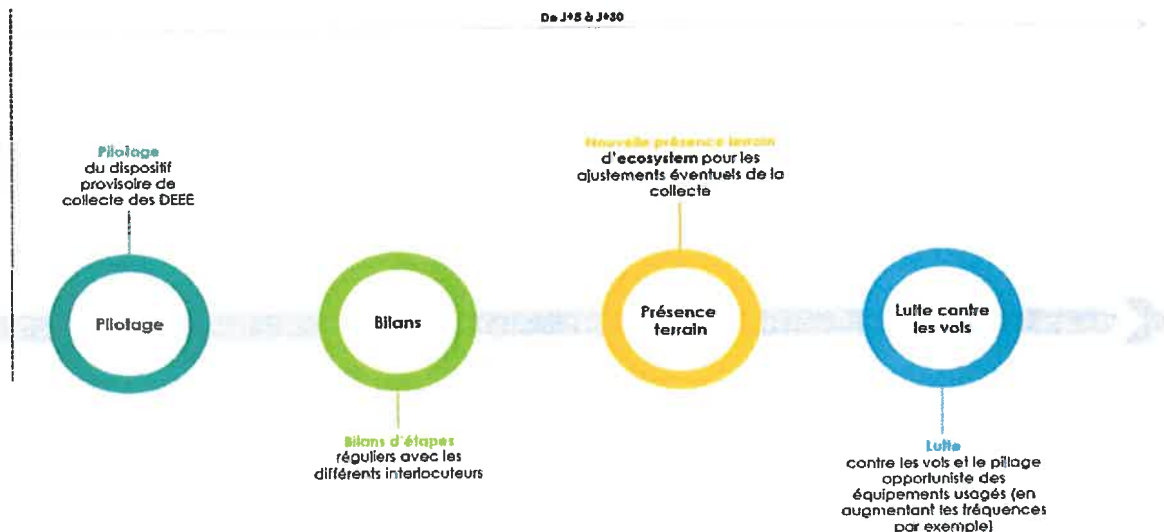 De J+5 à J+30
Pilotage
du dispositif
provisoire de
collecte des DEEE
Nouvelle présence terrain
d'ecosystem pour les
ajustements éventuels de la
collecte
Pilotage
Bilans
Présence
terrain
Lutte contre
les vols
Bilans d'étapes
réguliers avec les
différents interlocuteurs
Lutte
contre les vols et le pillage
opportuniste des
équipements usagés (en
augmentant les fréquences
par exemple)